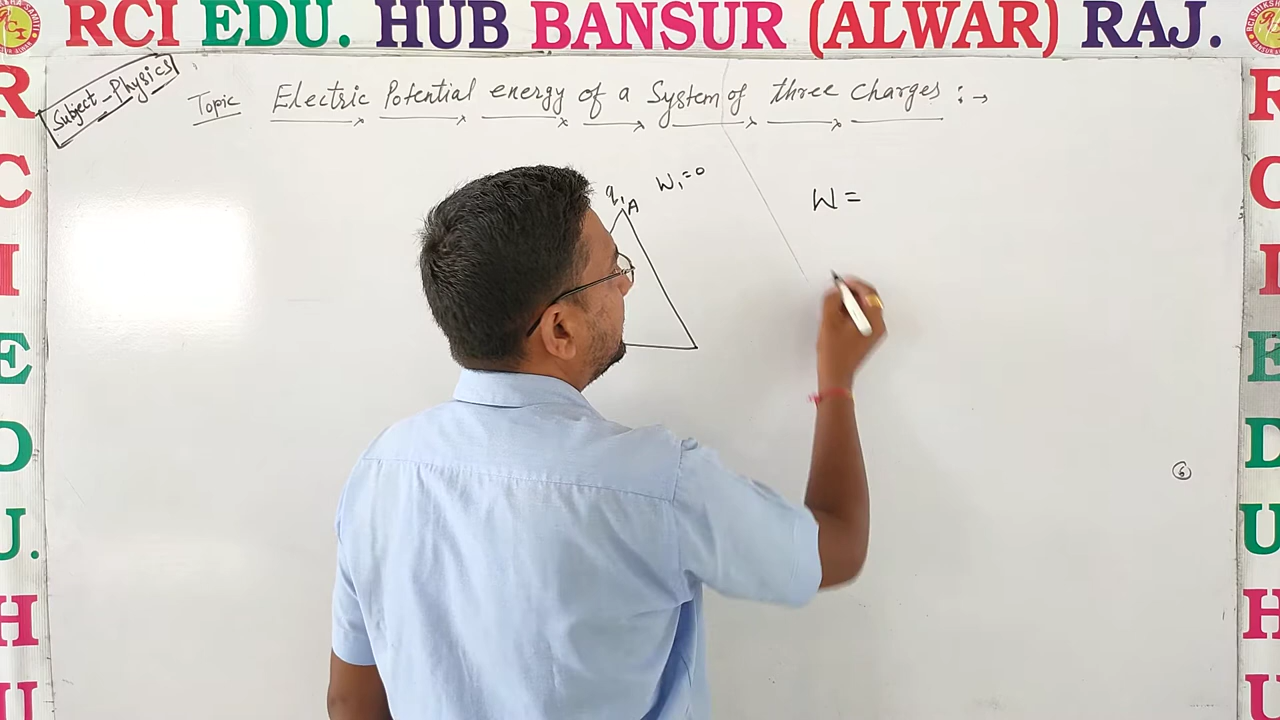 RCI EDU. HUB BANSUR (ALWAR) RAJ.
Subject - Physics
Topic Electric Potential energy of a System of three charges :→
q₁ A W₁=0
W =
6
R
C
I
E
D
U.
H
U
R
C
I
E
D
U
H
U